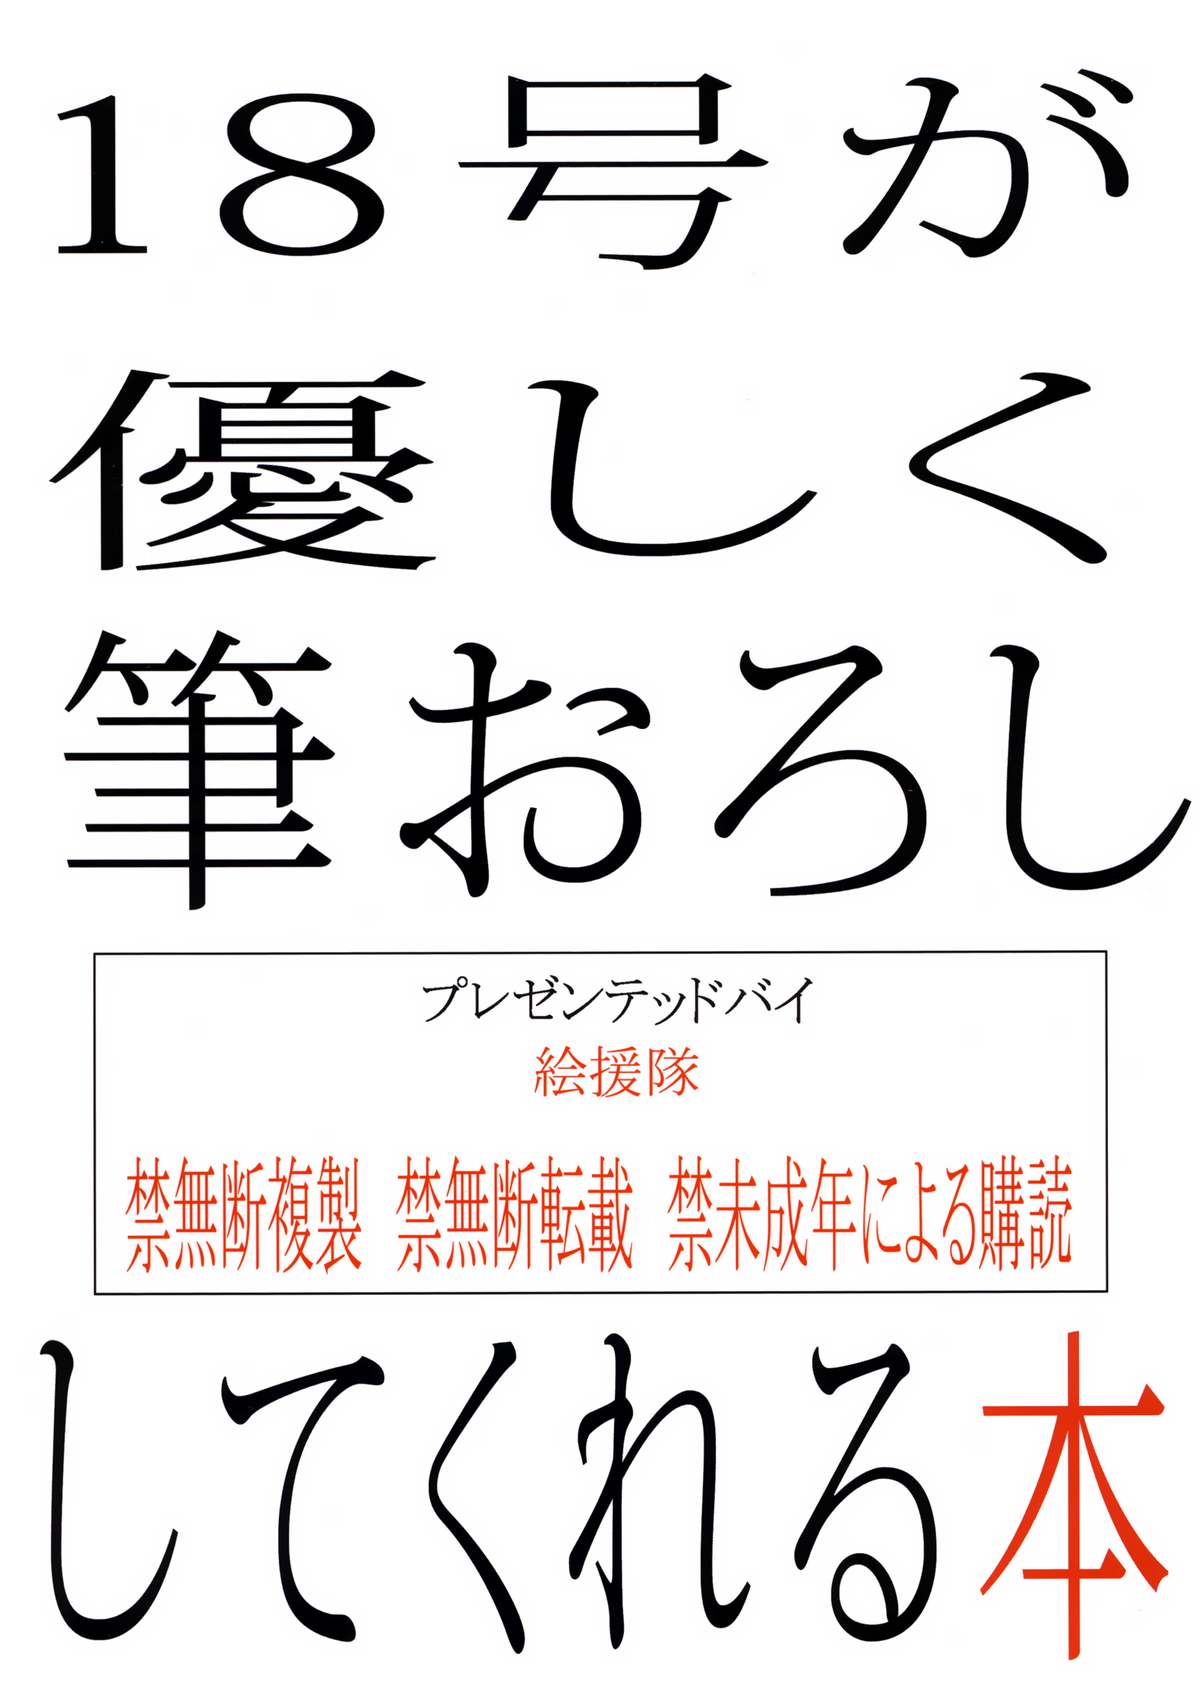 18号が
優しく
筆おろし
プレゼンテッドバイ
絵援隊
禁無断複製 禁無断転載 禁未成年による購読
してくれる本